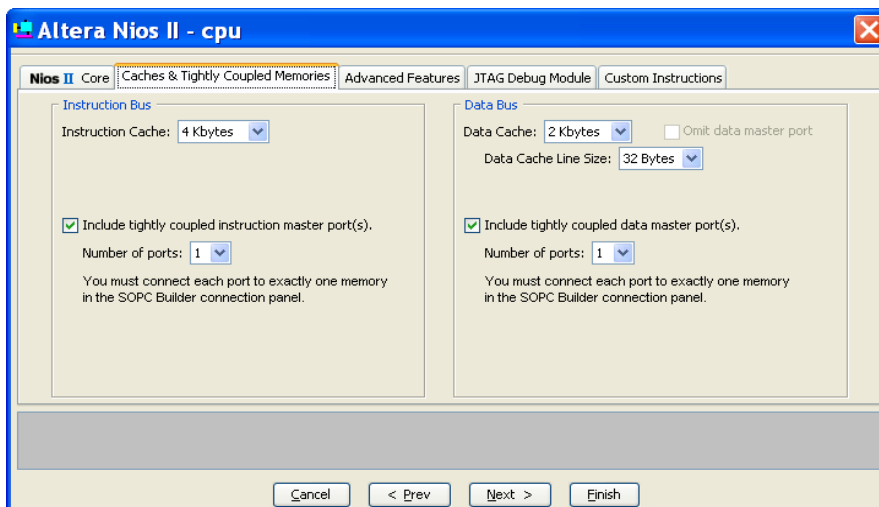 Altera Nios II - cpu
Nios II Core Caches & Tightly Coupled Memories Advanced Features JTAG Debug Module Custom Instructions
Instruction Bus
Instruction Cache: 4 Kbytes
Include tightly coupled instruction master port(s).
Number of ports: 1
You must connect each port to exactly one memory
in the SOPC Builder connection panel.
Data Bus
Data Cache: 2 Kbytes Omit data master port
Data Cache Line Size: 32 Bytes
Include tightly coupled data master port(s).
Number of ports: 1
You must connect each port to exactly one memory
in the SOPC Builder connection panel.
Cancel < Prev Next > Finish